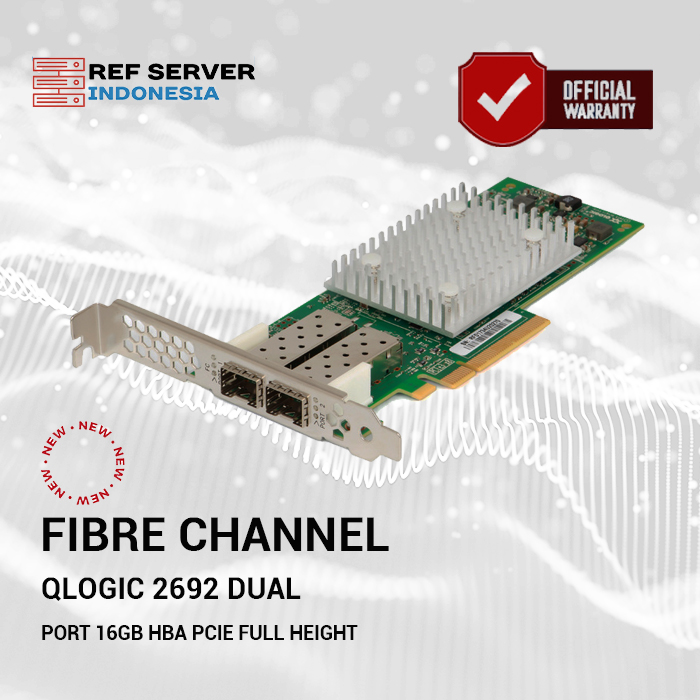 REF SERVER
INDONESIA
OFFICIAL
WARRANTY
NEW • NEW • NEW • NEW • NEW •
FIBRE CHANNEL
QLOGIC 2692 DUAL
PORT 16GB HBA PCIE FULL HEIGHT